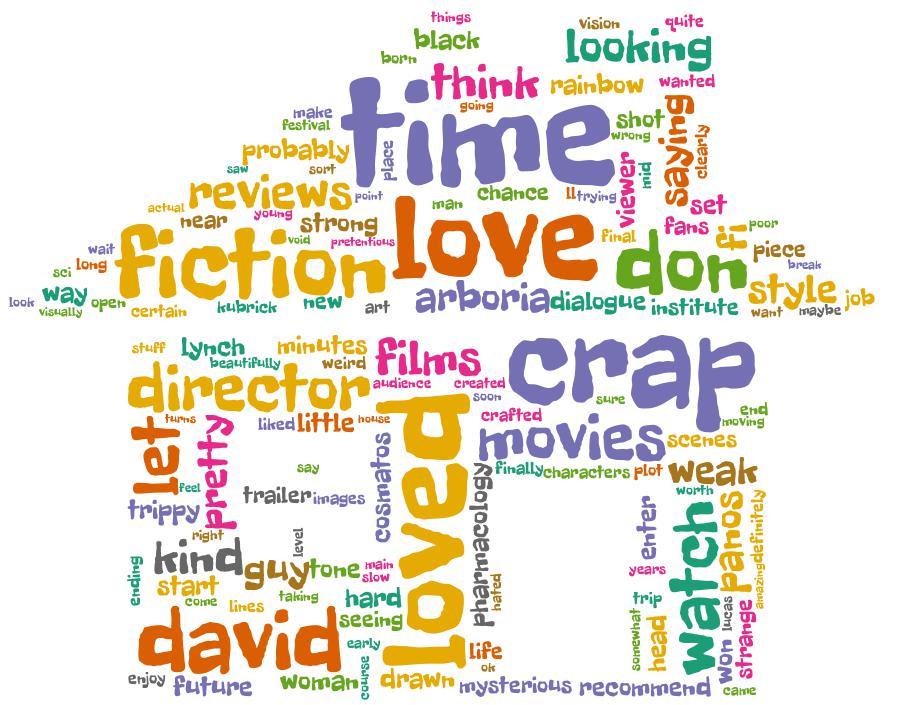 things
vision
quite
black
looking
born
think
rainbow
wanted
time
going
make
festival
shot
saying
wrong
clearly
probably
place
viewer
mid
saw
sort
reviews
point
man
chance
ll
trying
actual
young
set
near
strong
love
fans
final
fi
poor
wait
fiction
void
pretentious
don
piece
sci
long
break
look
way
open
visually
certain
kubrick
new
art
arboria
dialogue
institute
style
job
want
maybe
stuff
lynch
minutes
films
crap
beautifully
weird
director
audience
created
soon
sure
turns
liked
little
house
loved
crafted
end
moving
let
pretty
movies
scenes
say
cosmatos
finally
characters
plot
weak
feel
trailer
images
pharmacology
worth
trippy
enter
watch
panos
definitely
right
level
kind
guy
tone
main
slow
years
amazing
ending
start
come
taking
hard
hated
trip
lucas
lines
seeing
somewhat
head
strange
david
early
life
won
ok
enjoy
future
woman
course
drawn
mysterious
recommend
came